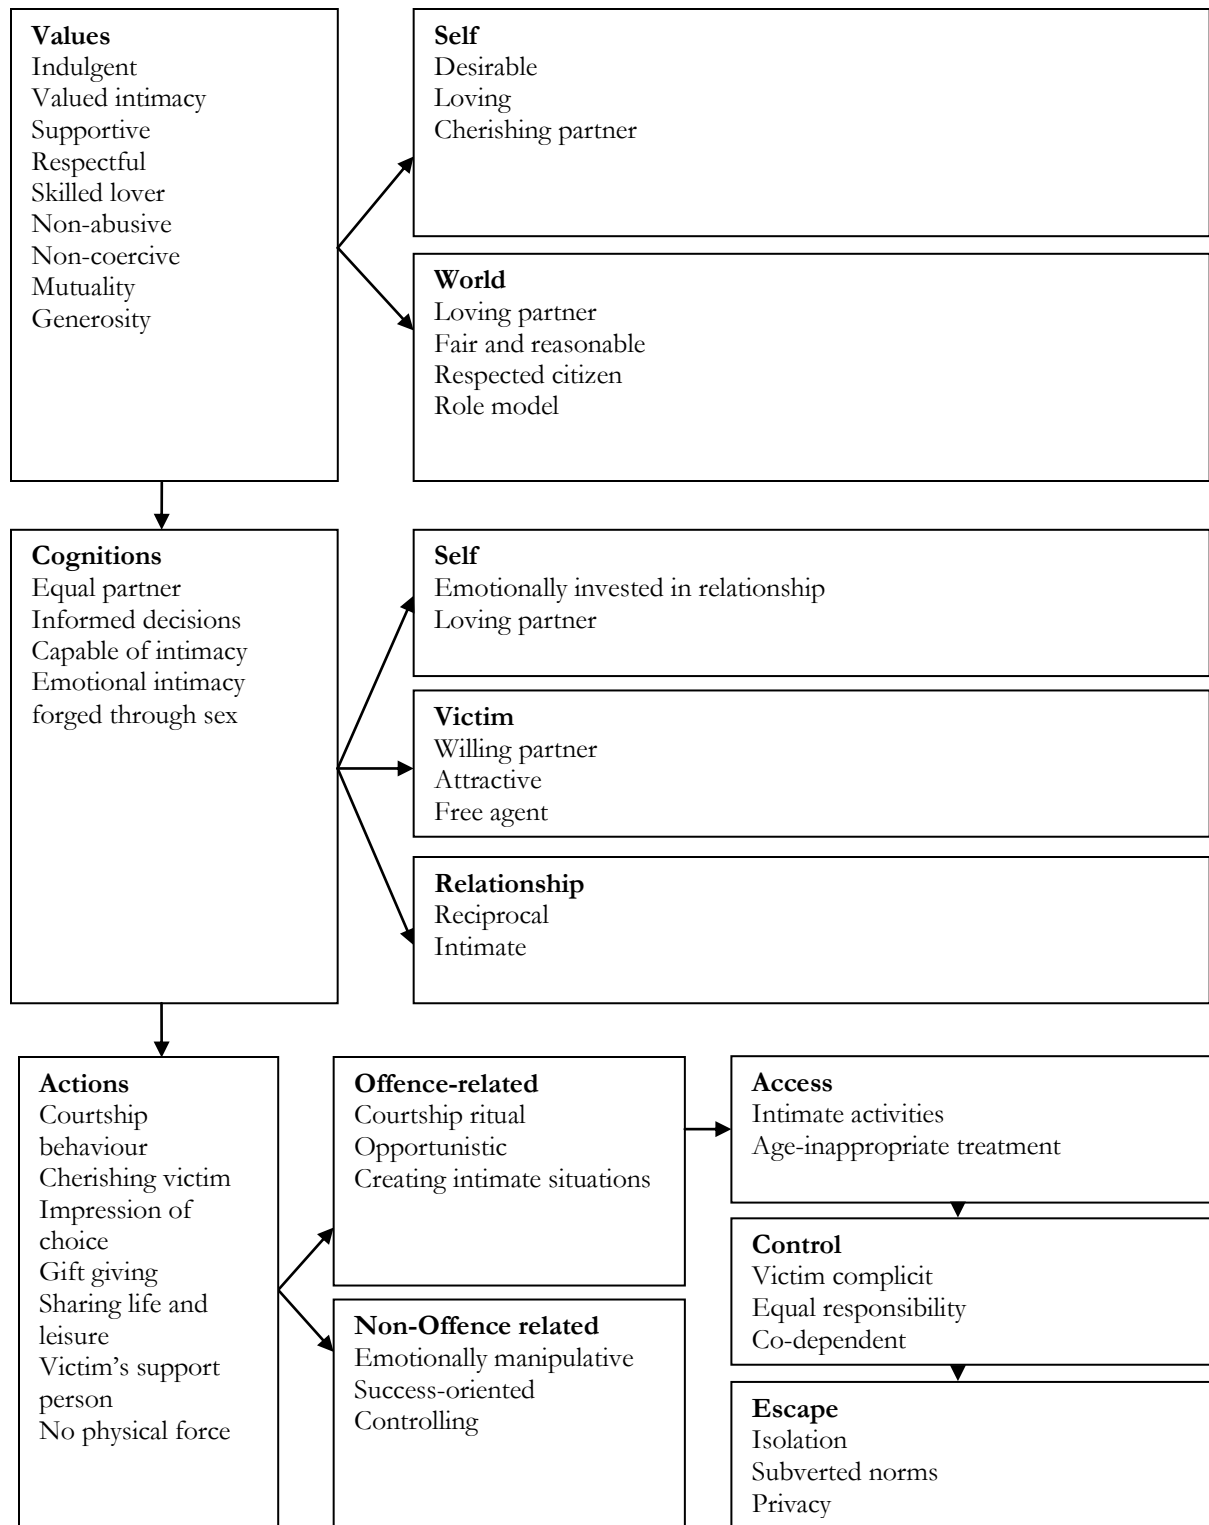 Values
Indulgent
Valued intimacy
Supportive
Respectful
Skilled lover
Non-abusive
Non-coercive
Mutuality
Generosity
Self
Desirable
Loving
Cherishing partner
World
Loving partner
Fair and reasonable
Respected citizen
Role model
Cognitions
Equal partner
Informed decisions
Capable of intimacy
Emotional intimacy
forged through sex
Self
Emotionally invested in relationship
Loving partner
Victim
Willing partner
Attractive
Free agent
Relationship
Reciprocal
Intimate
Actions
Courtship
behaviour
Cherishing victim
Impression of
choice
Gift giving
Sharing life and
leisure
Victim’s support
person
No physical force
Offence-related
Courtship ritual
Opportunistic
Creating intimate situations
Non-Offence related
Emotionally manipulative
Success-oriented
Controlling
Access
Intimate activities
Age-inappropriate treatment
Control
Victim complicit
Equal responsibility
Co-dependent
Escape
Isolation
Subverted norms
Privacy